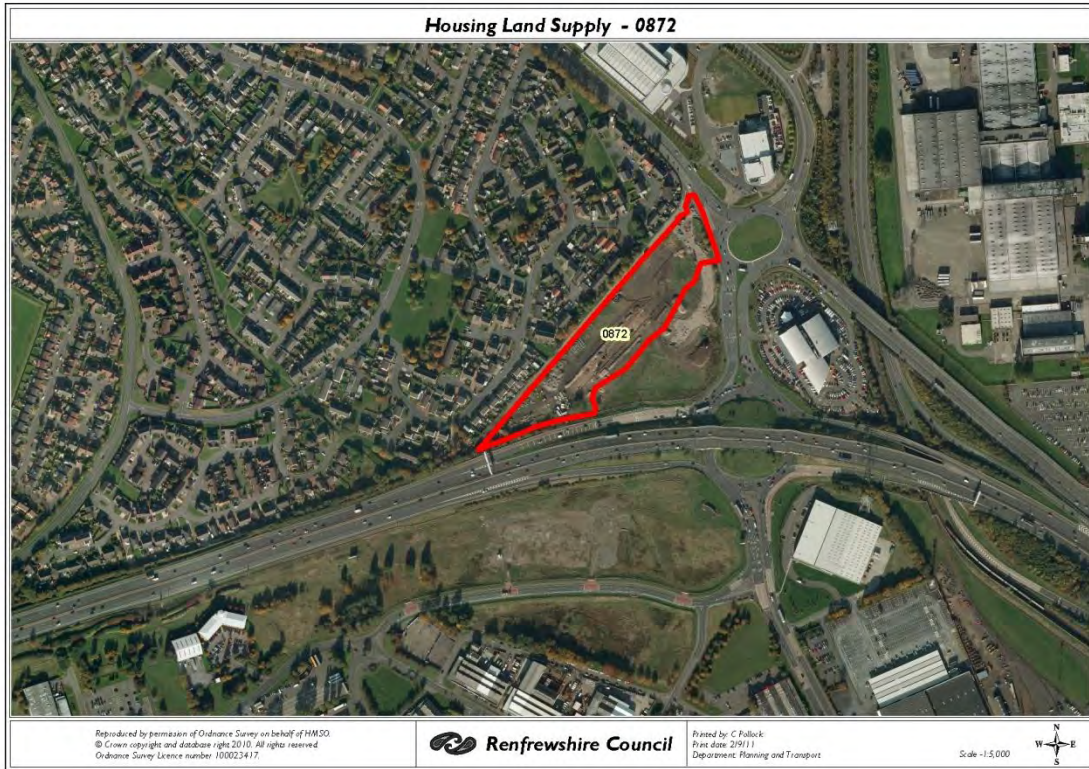 Housing Land Supply - 0872
0872
Reproduced by permission of Ordnance Survey on behalf of HMSO.
© Crown copyright and database right 2010. All rights reserved.
Ordnance Survey Licence number 100023417.
Renfrewshire Council
Printed by: C Pollock
Print date: 2/9/11
Department: Planning and Transport
Scale -1:5,000
N
W E
S